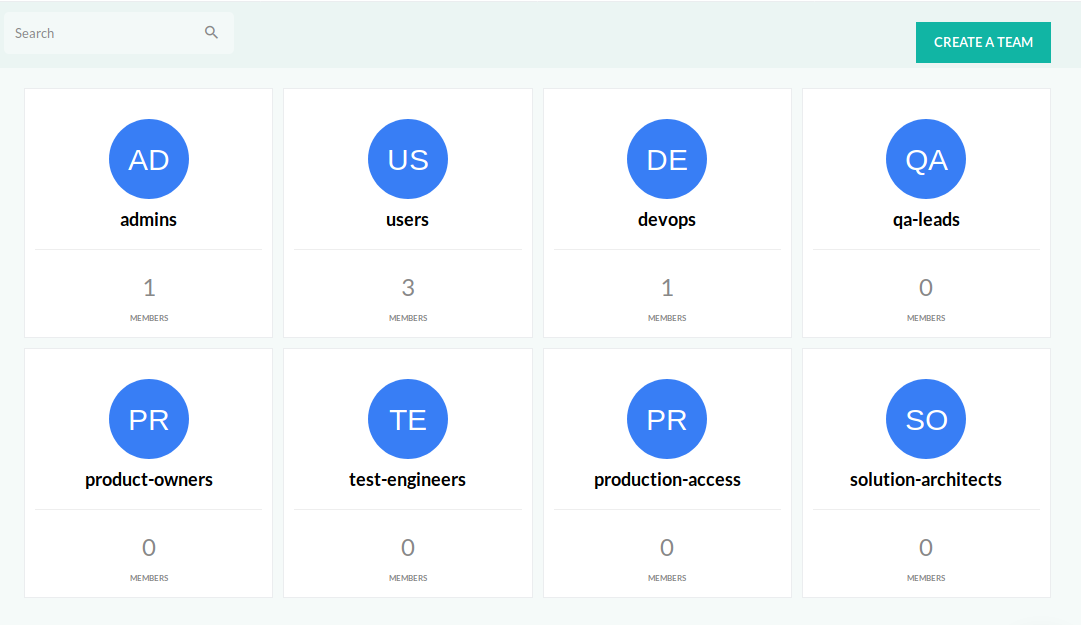 Search
CREATE A TEAM
AD
US
DE
QA
admins
users
devops
qa-leads
1
3
1
0
MEMBERS
MEMBERS
MEMBERS
MEMBERS
PR
TE
PR
SO
product-owners
test-engineers
production-access
solution-architects
0
0
0
0
MEMBERS
MEMBERS
MEMBERS
MEMBERS